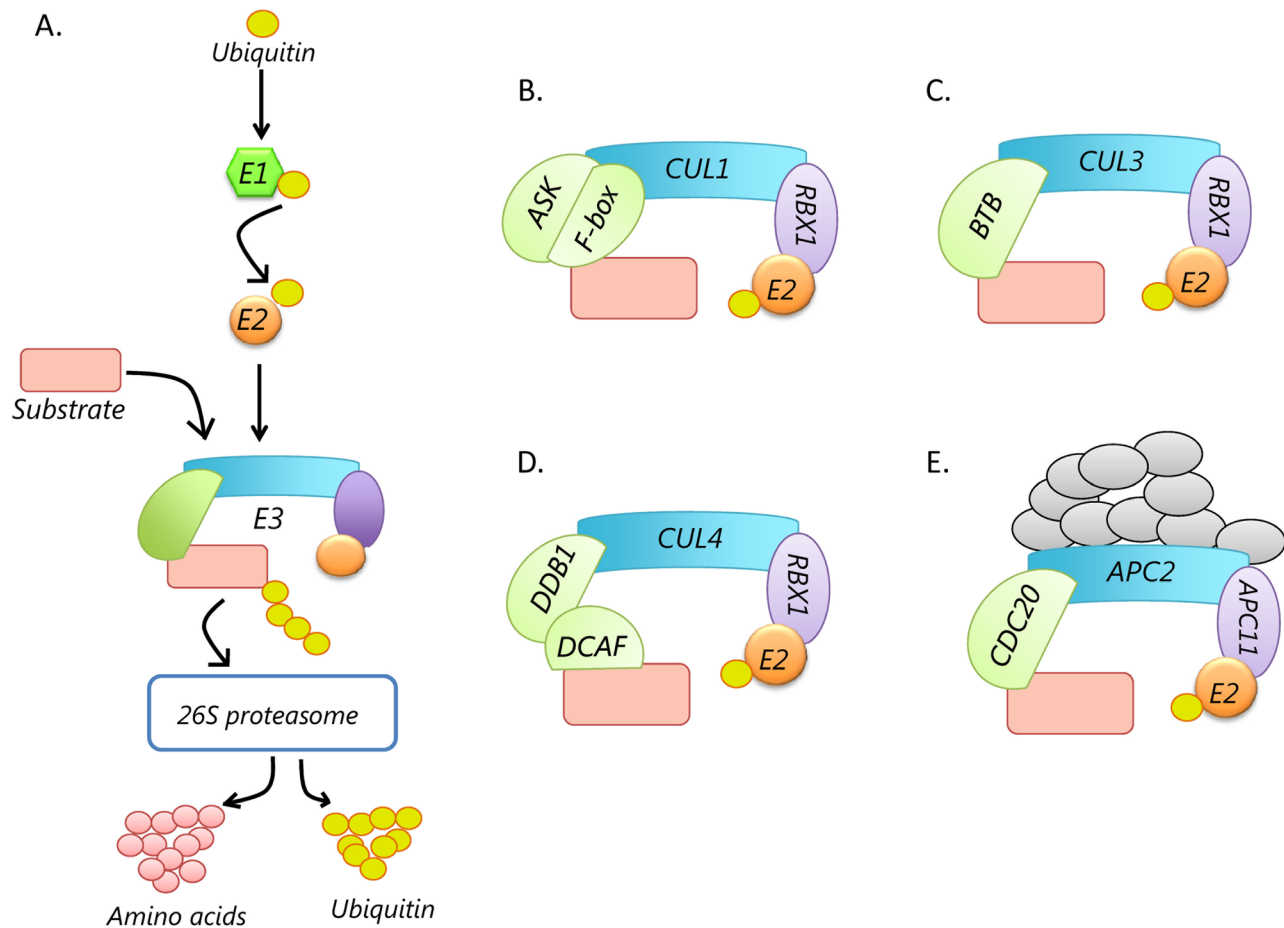 A.
Ubiquitin
E1
E2
Substrate
E3
26S proteasome
Amino acids
Ubiquitin
B.
ASK
F-box
CUL1
RBX1
E2
C.
BTB
CUL3
RBX1
E2
D.
DDB1
DCAF
CUL4
RBX1
E2
E.
CDC20
APC2
APC11
E2